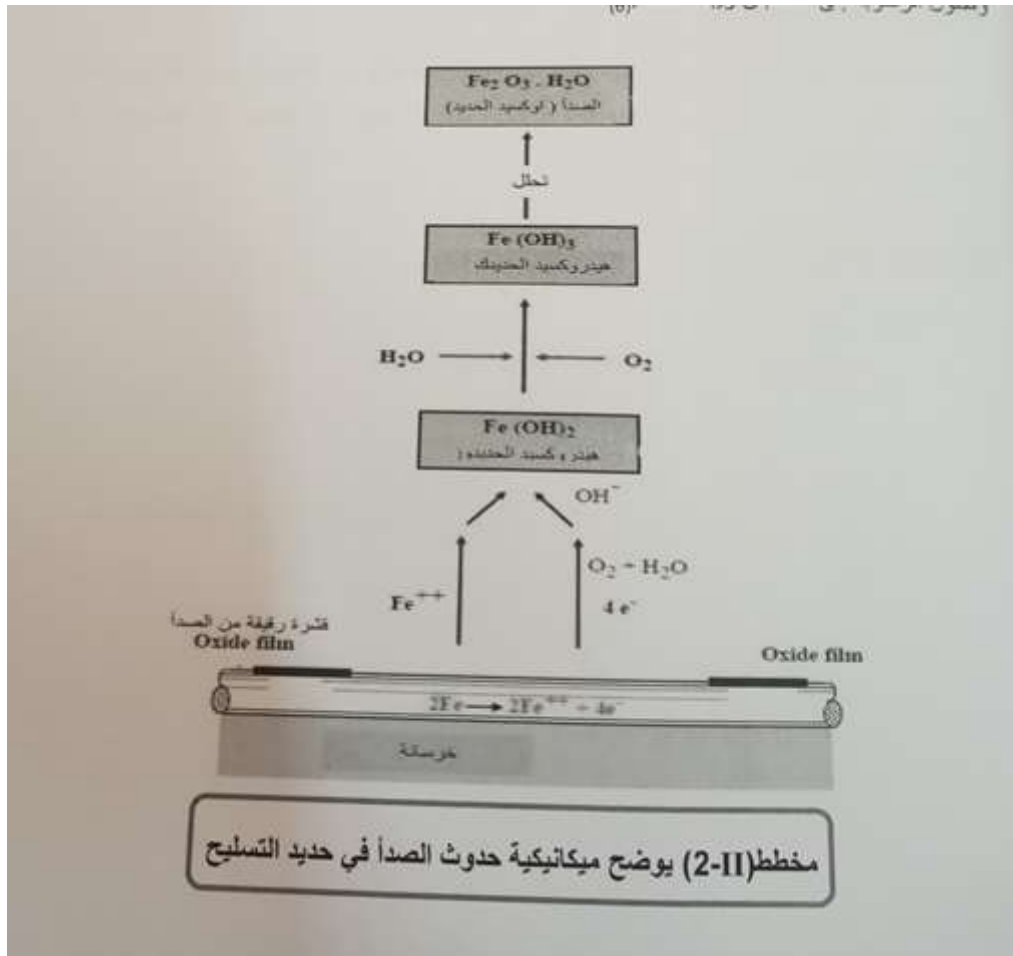 (6)
Fe₂ O₃ . H₂O
الصدأ ( اوكسيد الحديد)
تحلل
Fe (OH)₃
هيدروكسيد الحديديك
H₂O
O₂
Fe (OH)₂
هيدروكسيد الحديدوز
OH⁻
O₂ + H₂O
Fe⁺⁺
4 e⁻
قشرة رقيقة من الصدأ
Oxide film
Oxide film
2Fe → 2Fe⁺⁺ + 4e⁻
خرسانة
مخطط(2-II) يوضح ميكانيكية حدوث الصدأ في حديد التسليح